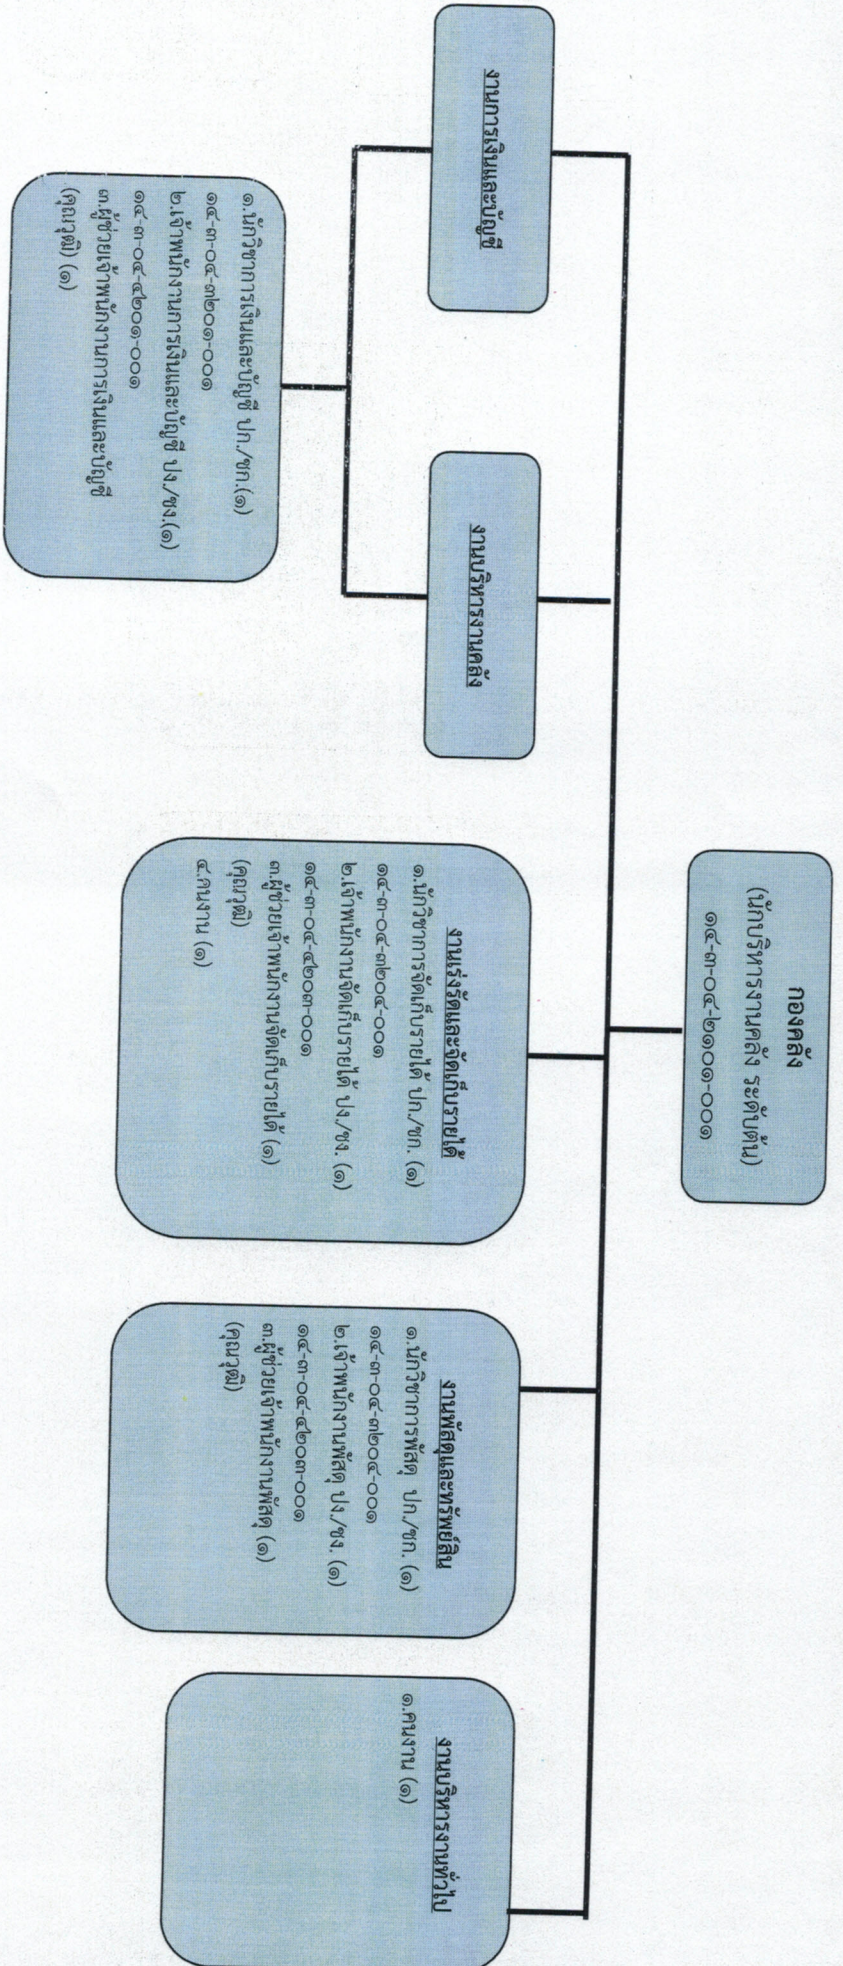 กองคลัง
(นักบริหารงานคลัง ระดับต้น)
๑๔-๓-๐๔-๒๑๐๑-๐๐๑
งานการเงินและบัญชี
งานบริหารงานคลัง
๑.นักวิชาการเงินและบัญชี ปก./ชก.(๑)
๑๔-๓-๐๔-๓๒๐๑-๐๐๑
๒.เจ้าพนักงานการเงินและบัญชี ปง./ชง.(๑)
๑๔-๓-๐๔-๔๒๐๑-๐๐๑
๓.ผู้ช่วยเจ้าพนักงานการเงินและบัญชี
(คุณวุฒิ) (๑)
งานเร่งรัดและจัดเก็บรายได้
๑.นักวิชาการจัดเก็บรายได้ ปก./ชก. (๑)
๑๔-๓-๐๔-๓๒๐๔-๐๐๑
๒.เจ้าพนักงานจัดเก็บรายได้ ปง./ชง. (๑)
๑๔-๓-๐๔-๔๒๐๓-๐๐๑
๓.ผู้ช่วยเจ้าพนักงานจัดเก็บรายได้ (๑)
(คุณวุฒิ)
๔.คนงาน (๑)
งานพัสดุและทรัพย์สิน
๑.นักวิชาการพัสดุ ปก./ชก. (๑)
๑๔-๓-๐๔-๓๒๐๔-๐๐๑
๒.เจ้าพนักงานพัสดุ ปง./ชง. (๑)
๑๔-๓-๐๔-๔๒๐๓-๐๐๑
๓.ผู้ช่วยเจ้าพนักงานพัสดุ (๑)
(คุณวุฒิ)
งานบริหารงานทั่วไป
๑.คนงาน (๑)